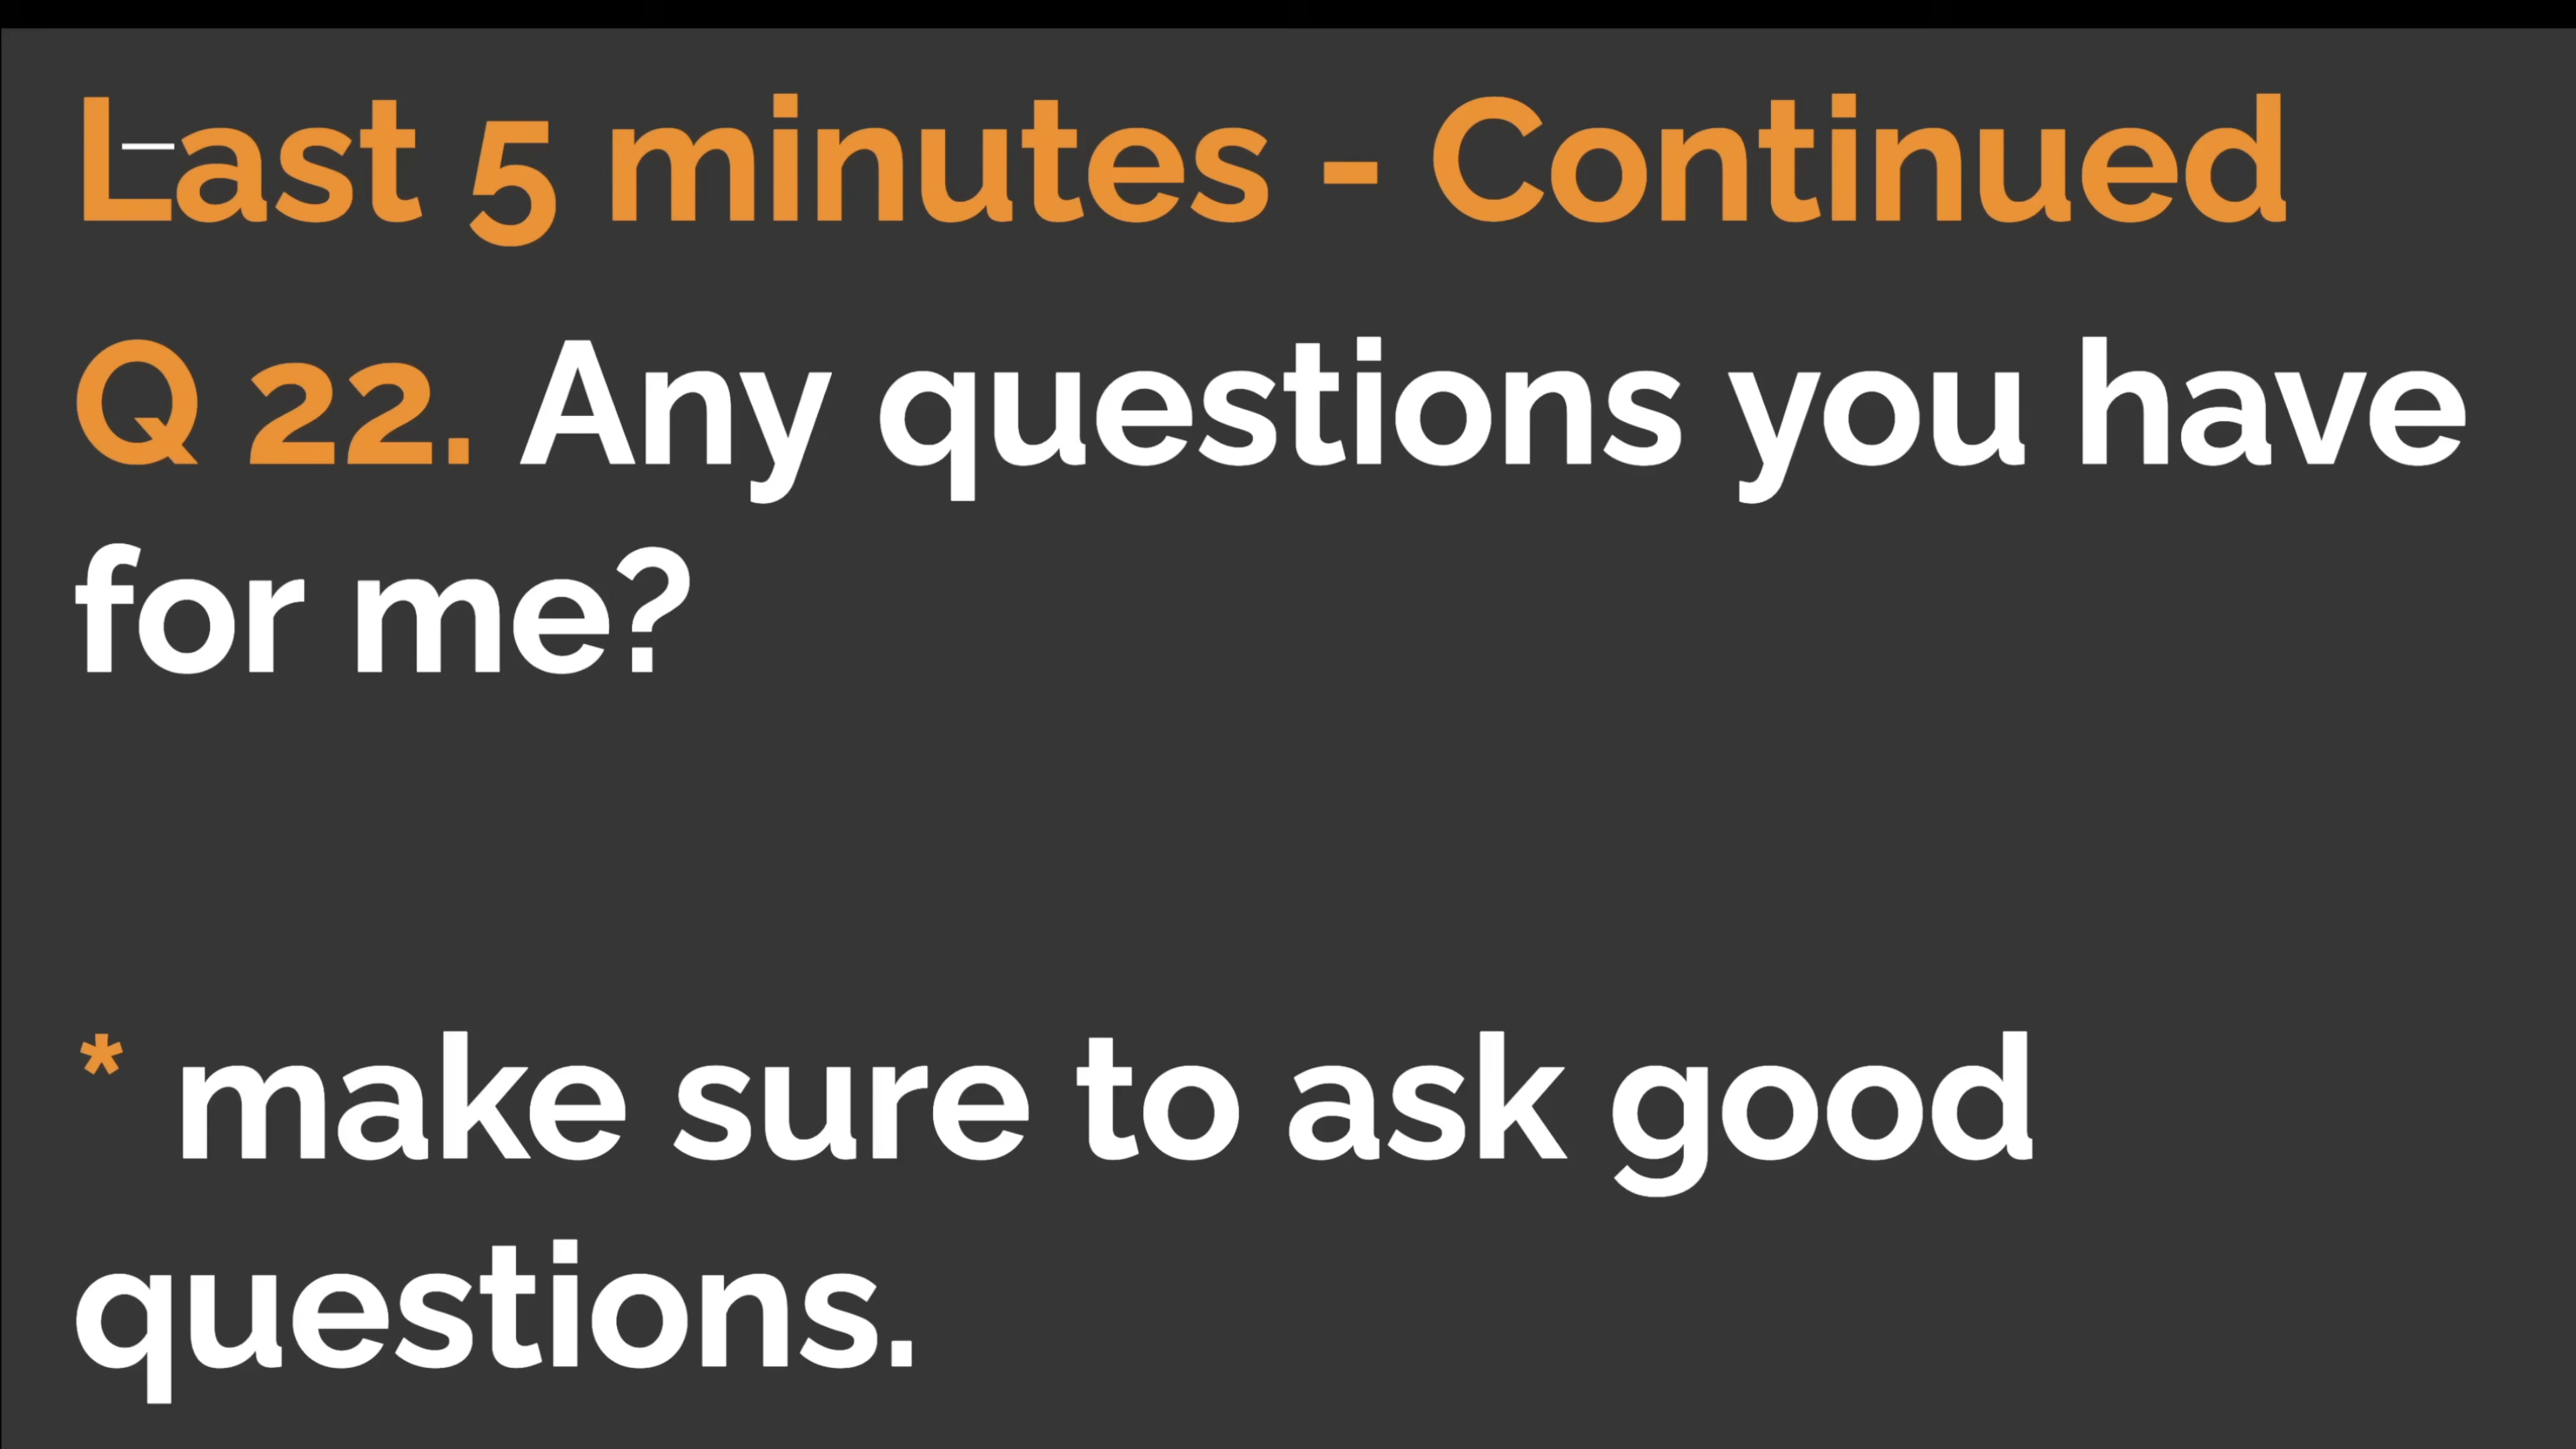 Last 5 minutes - Continued
Q 22. Any questions you have
for me?
* make sure to ask good
questions.